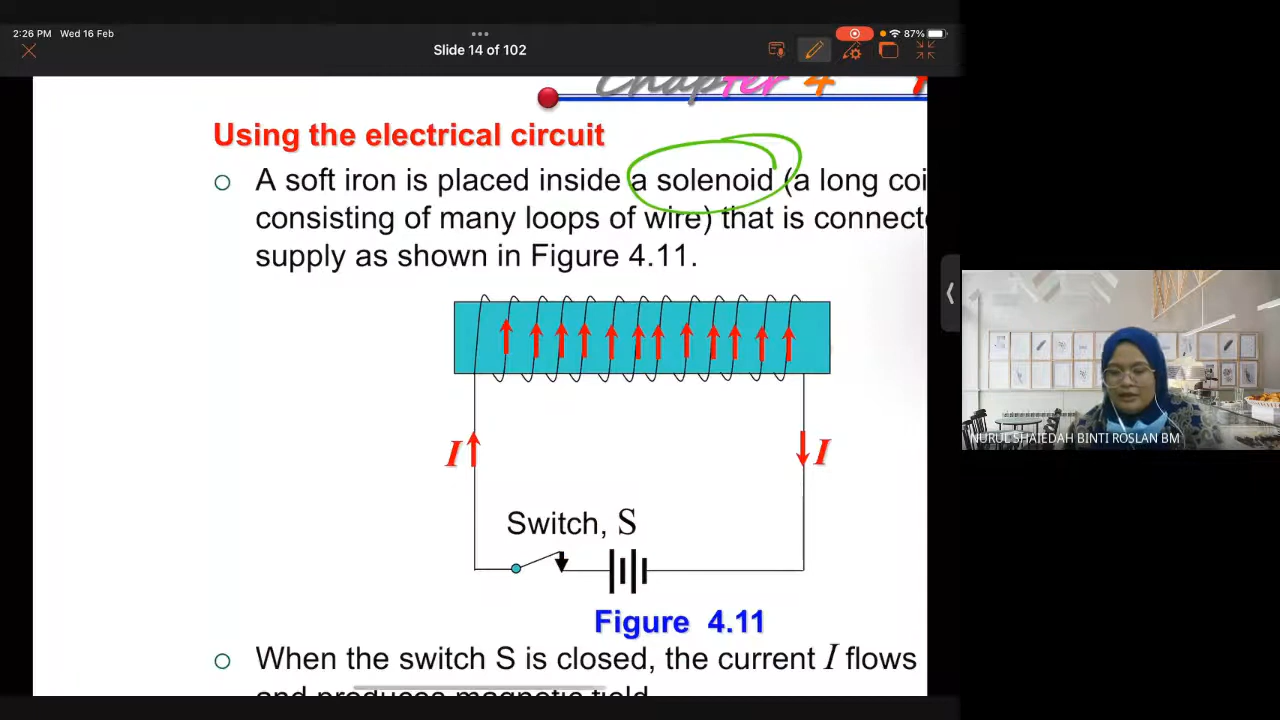 2:26 PM Wed 16 Feb
87%
Slide 14 of 102
Chapter 4
Using the electrical circuit
A soft iron is placed inside a solenoid (a long coi
consisting of many loops of wire) that is connecte
supply as shown in Figure 4.11.
I
I
Switch, S
Figure 4.11
When the switch S is closed, the current I flows
and produces magnetic field
NURUL SHAIEDAH BINTI ROSLAN BM